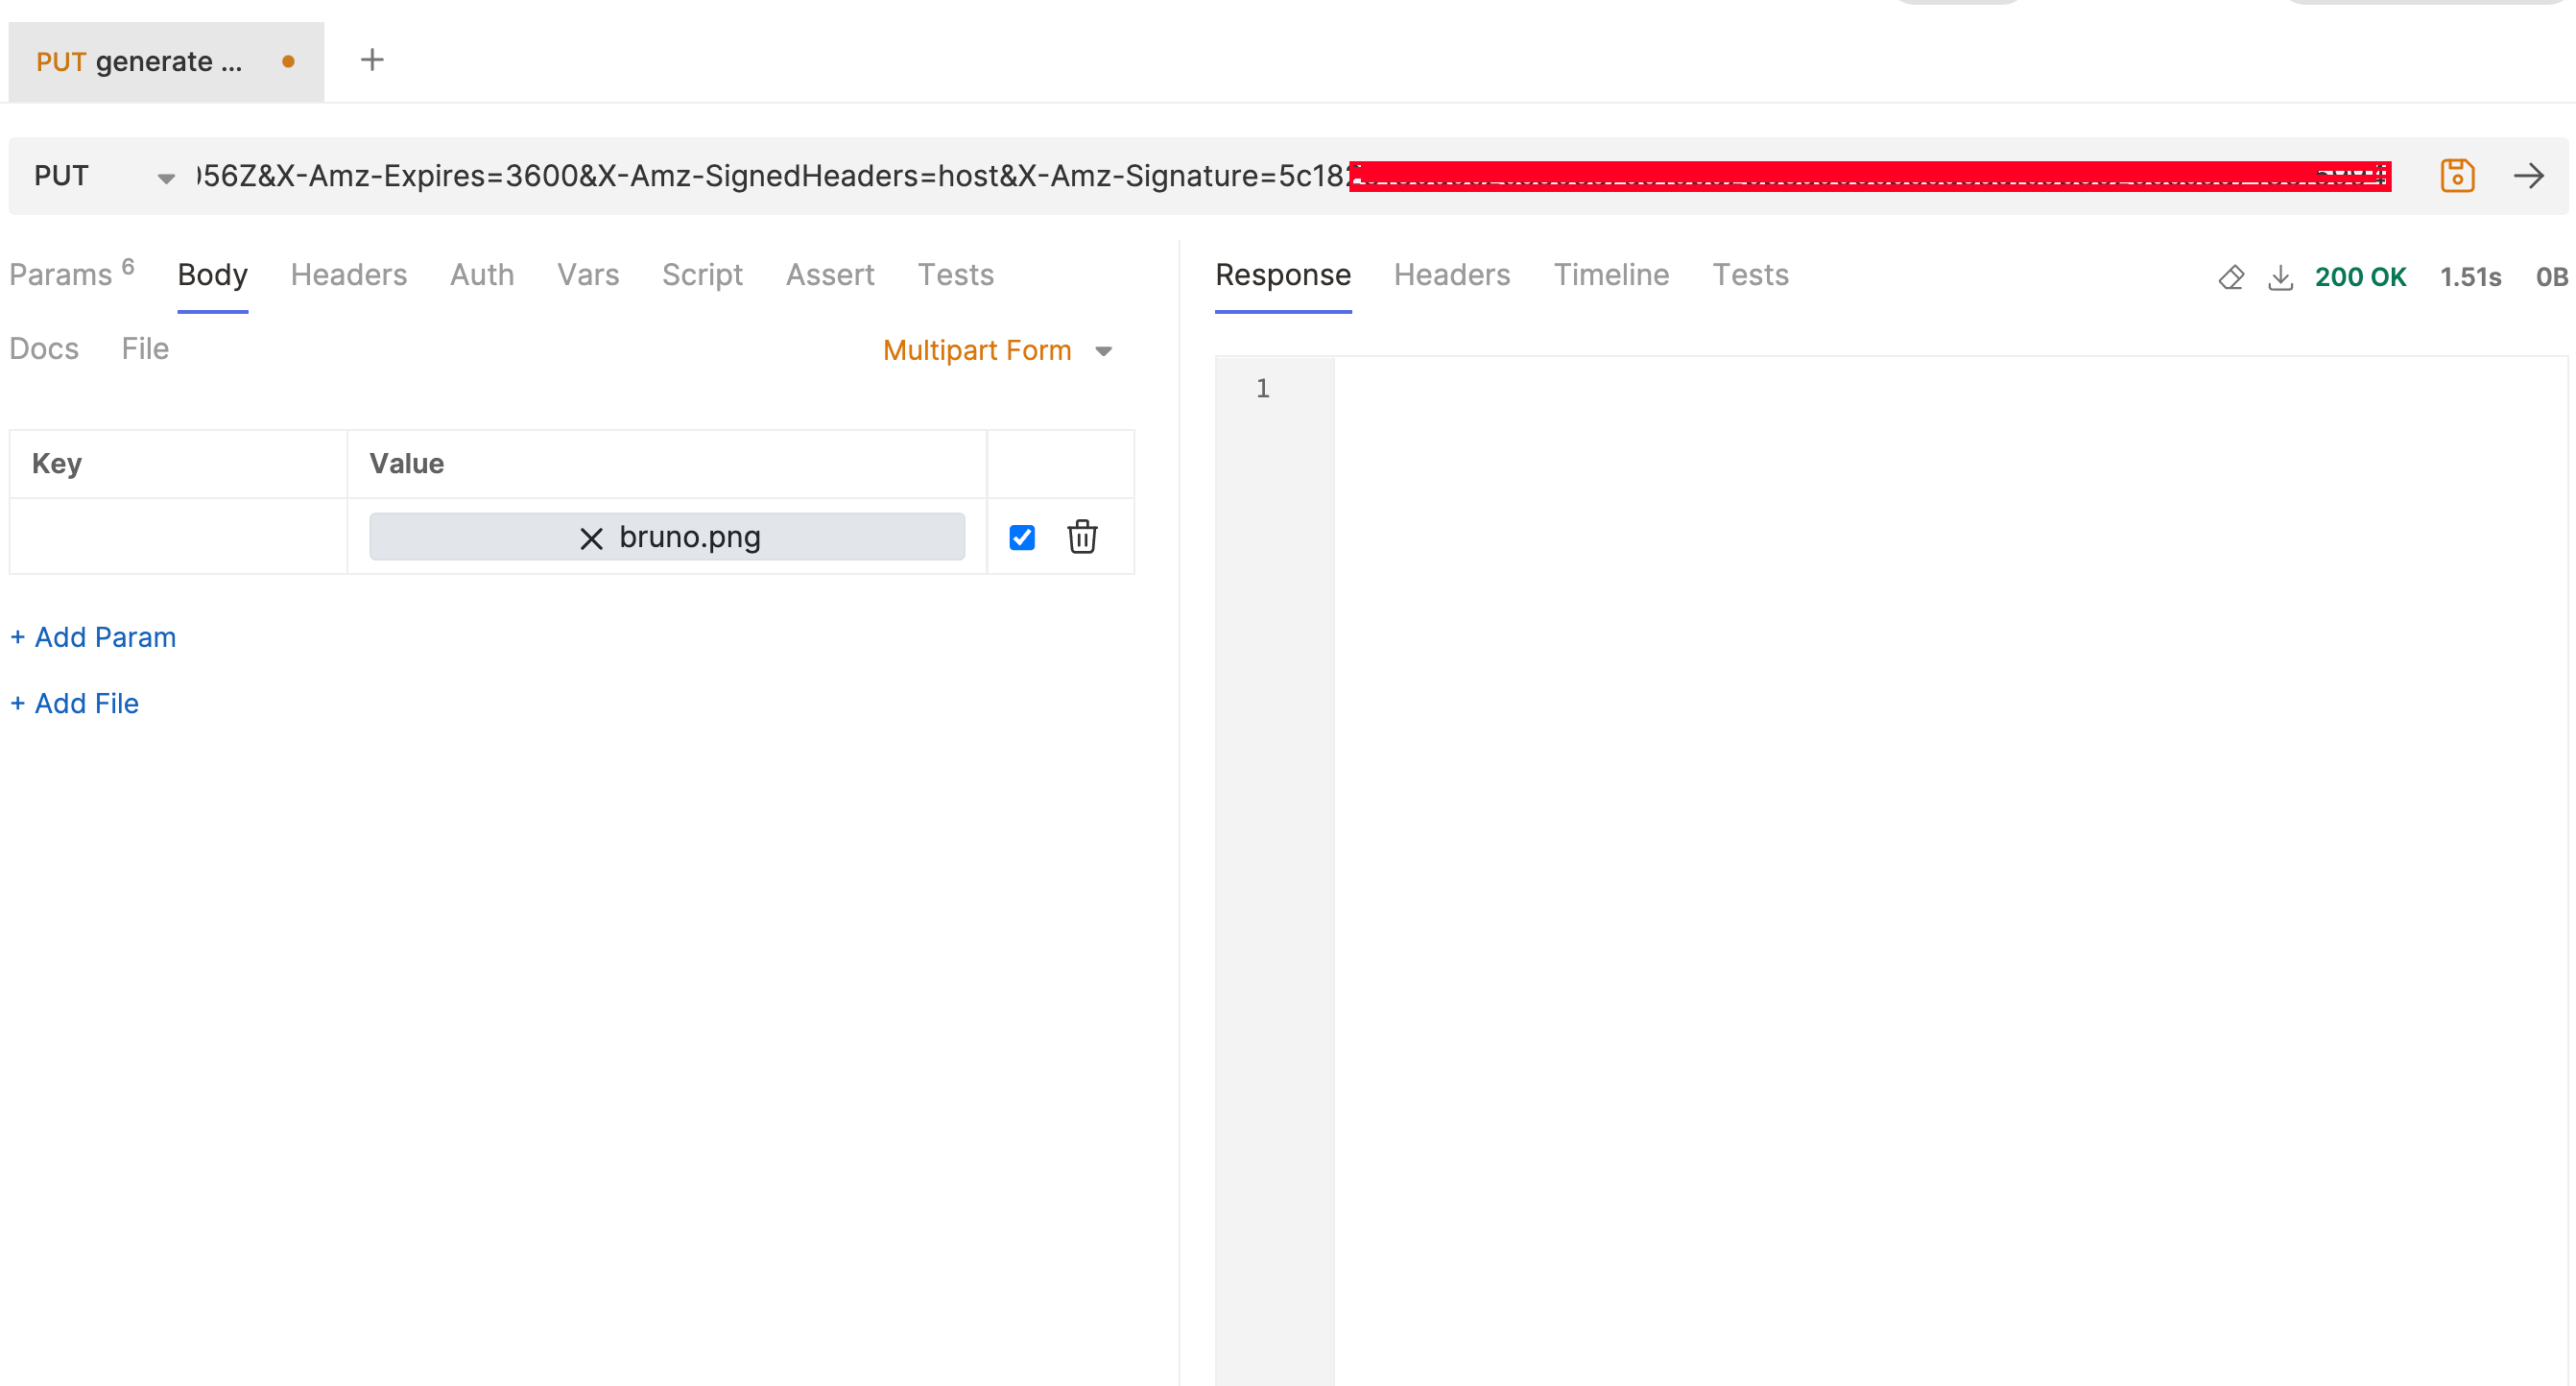 PUT generate ...
PUT
056Z&X-Amz-Expires=3600&X-Amz-SignedHeaders=host&X-Amz-Signature=5c18
Params 6 Body Headers Auth Vars Script Assert Tests
Docs File Multipart Form
Key Value
bruno.png
+ Add Param
+ Add File
Response Headers Timeline Tests 200 OK 1.51s 0B
1